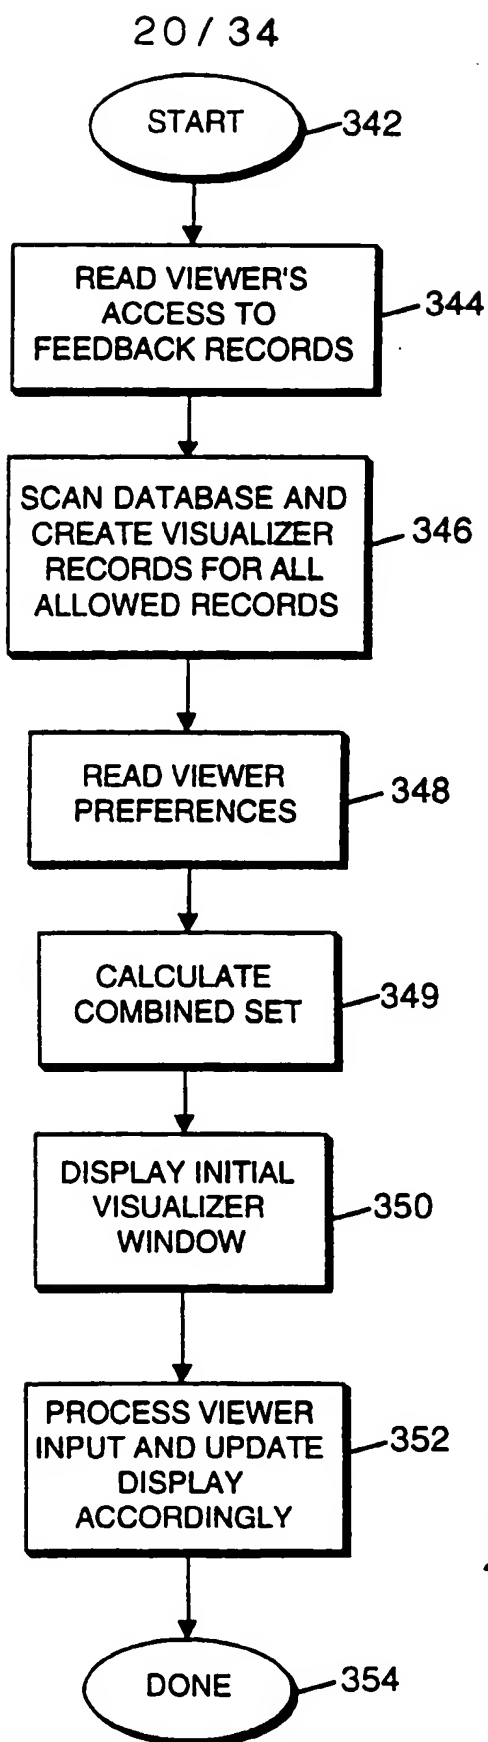 20/34
START
342
READ VIEWER'S
ACCESS TO
FEEDBACK RECORDS
344
SCAN DATABASE AND
CREATE VISUALIZER
RECORDS FOR ALL
ALLOWED RECORDS
346
READ VIEWER
PREFERENCES
348
CALCULATE
COMBINED SET
349
DISPLAY INITIAL
VISUALIZER
WINDOW
350
PROCESS VIEWER
INPUT AND UPDATE
DISPLAY
ACCORDINGLY
352
DONE
354